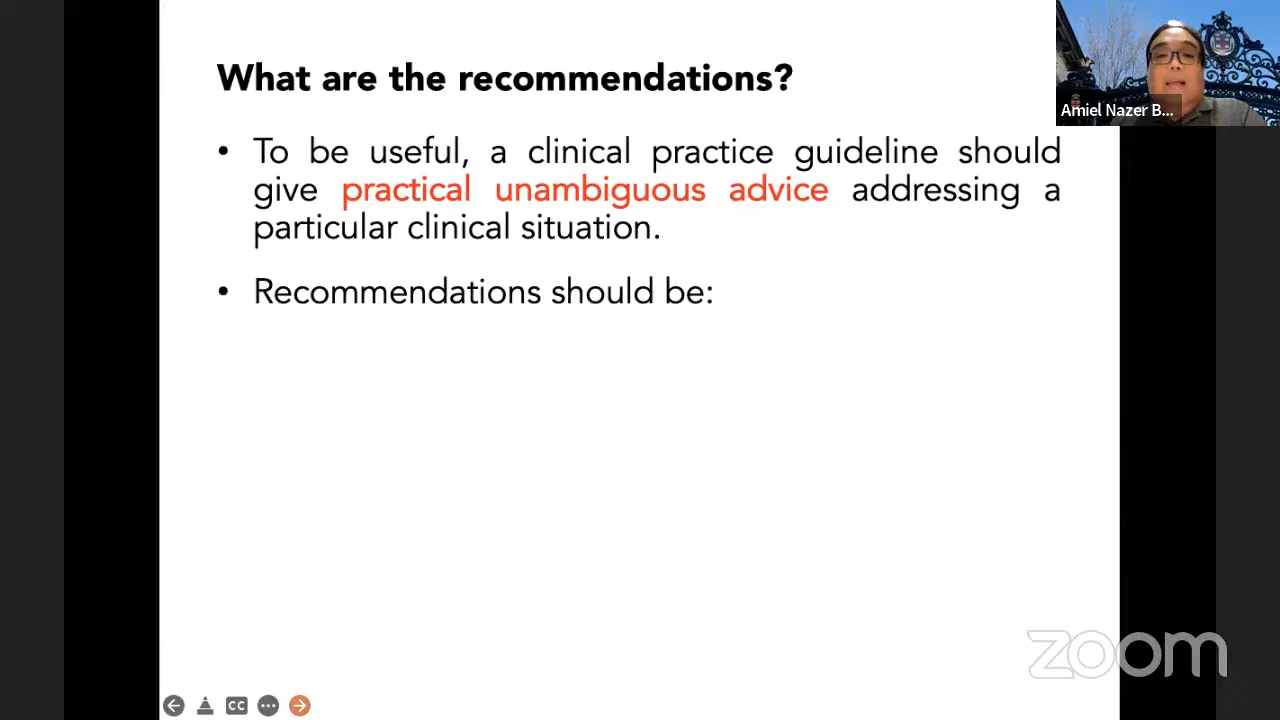 What are the recommendations?
• To be useful, a clinical practice guideline should
give practical unambiguous advice addressing a
particular clinical situation.
• Recommendations should be:
Amiel Nazer B...
CC
zoom